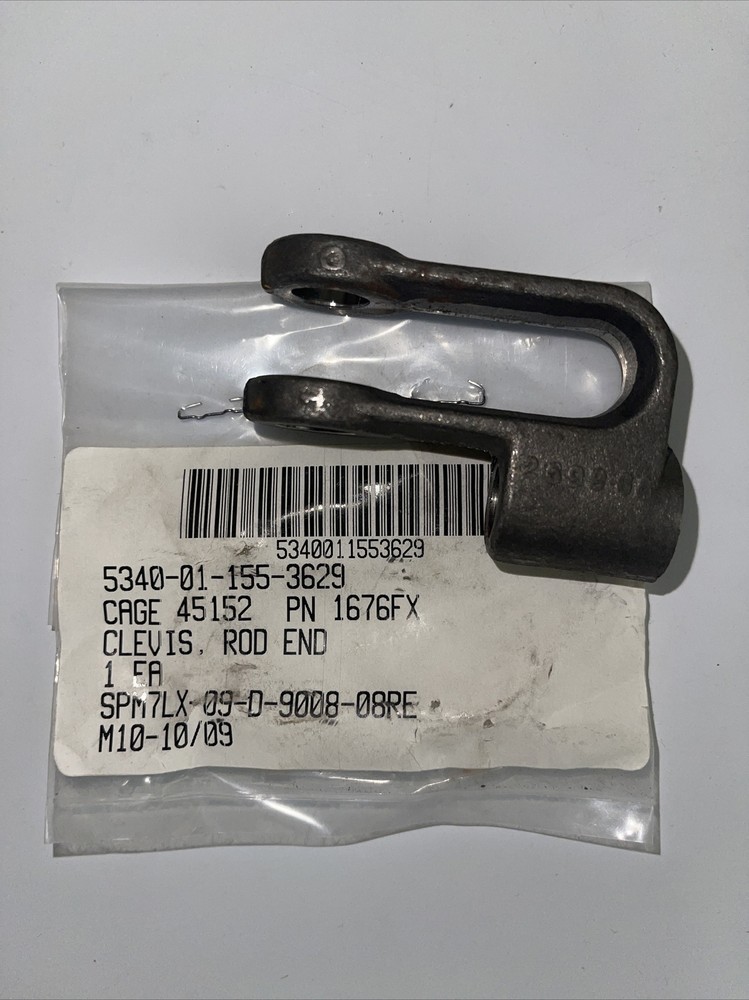 5340011553629
5340-01-155-3629
CAGE 45152 PN 1676FX
CLEVIS, ROD END
1 EA
SPM7LX-09-D-9008-08RE
M10-10/09